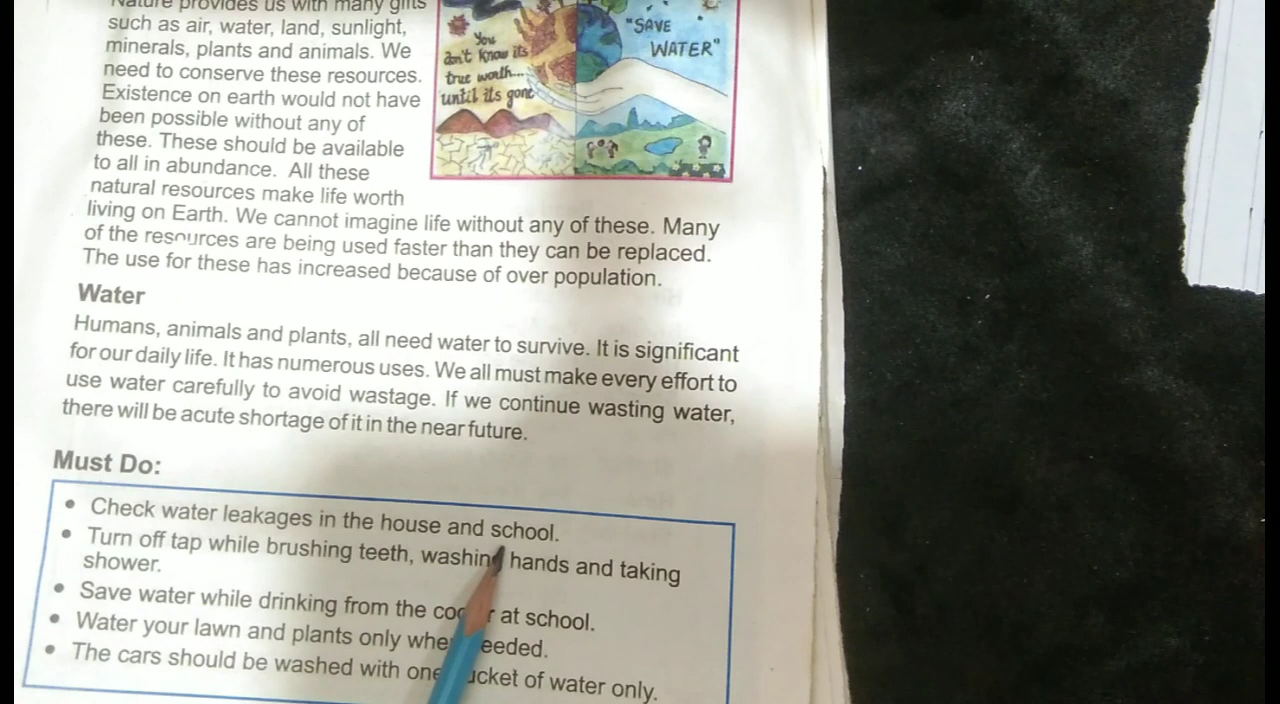 Nature provides us with many gifts
such as air, water, land, sunlight,
minerals, plants and animals. We
need to conserve these resources.
Existence on earth would not have
been possible without any of
these. These should be available
to all in abundance. All these
natural resources make life worth
living on Earth. We cannot imagine life without any of these. Many
of the resources are being used faster than they can be replaced.
The use for these has increased because of over population.
You
don't know its
true worth...
until its gone
"SAVE
WATER"
Water
Humans, animals and plants, all need water to survive. It is significant
for our daily life. It has numerous uses. We all must make every effort to
use water carefully to avoid wastage. If we continue wasting water,
there will be acute shortage of it in the near future.
Must Do:
• Check water leakages in the house and school.
• Turn off tap while brushing teeth, washing hands and taking
shower.
• Save water while drinking from the cooler at school.
• Water your lawn and plants only when needed.
• The cars should be washed with one bucket of water only.